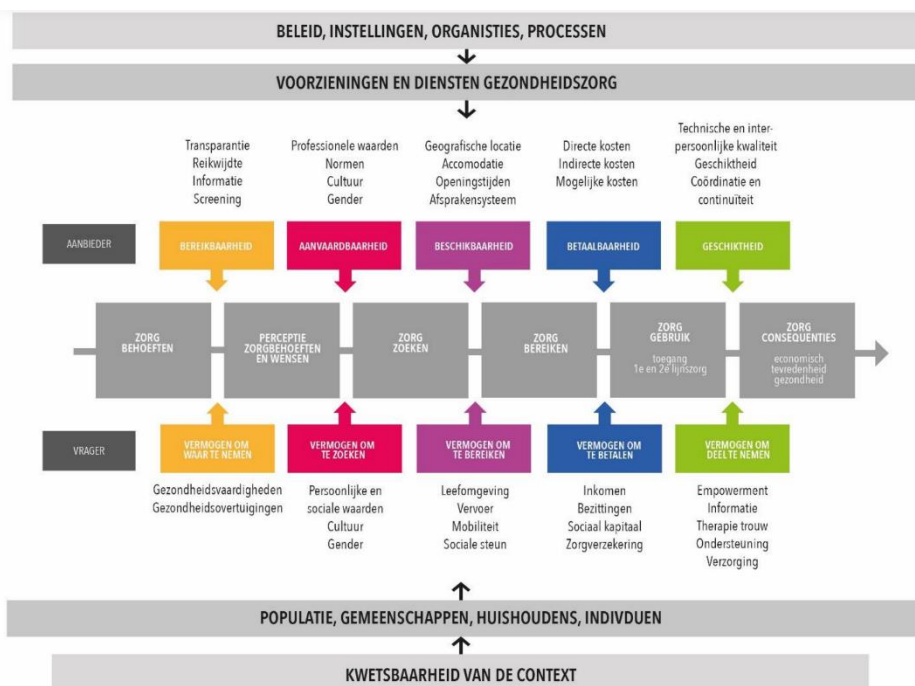 BELEID, INSTELLINGEN, ORGANISTIES, PROCESSEN
VOORZIENINGEN EN DIENSTEN GEZONDHEIDSZORG
Transparantie
Reikwijdte
Informatie
Screening
Professionele waarden
Normen
Cultuur
Gender
Geografische locatie
Accomodatie
Openingstijden
Afsprakensysteem
Directe kosten
Indirecte kosten
Mogelijke kosten
Technische en inter-
persoonlijke kwaliteit
Geschiktheid
Coördinatie en
continuïteit
AANBIEDER
BEREIKBAARHEID
AANVAARDBAARHEID
BESCHIKBAARHEID
BETAALBAARHEID
GESCHIKTHEID
ZORG
BEHOEFTEN
PERCEPTIE
ZORGBEHOEFTEN
EN WENSEN
ZORG
ZOEKEN
ZORG
BEREIKEN
ZORG
GEBRUIK
toegang
1e en 2e lijnszorg
ZORG
CONSEQUENTIES
economisch
tevredenheid
gezondheid
VRAGER
VERMOGEN OM
WAAR TE NEMEN
VERMOGEN OM
TE ZOEKEN
VERMOGEN OM
TE BEREIKEN
VERMOGEN OM
TE BETALEN
VERMOGEN OM
DEEL TE NEMEN
Gezondheidsvaardigheden
Gezondheidsovertuigingen
Persoonlijke en
sociale waarden
Cultuur
Gender
Leefomgeving
Vervoer
Mobiliteit
Sociale steun
Inkomen
Bezittingen
Sociaal kapitaal
Zorgverzekering
Empowerment
Informatie
Therapie trouw
Ondersteuning
Verzorging
POPULATIE, GEMEENSCHAPPEN, HUISHOUDENS, INDIVDUEN
KWETSBAARHEID VAN DE CONTEXT